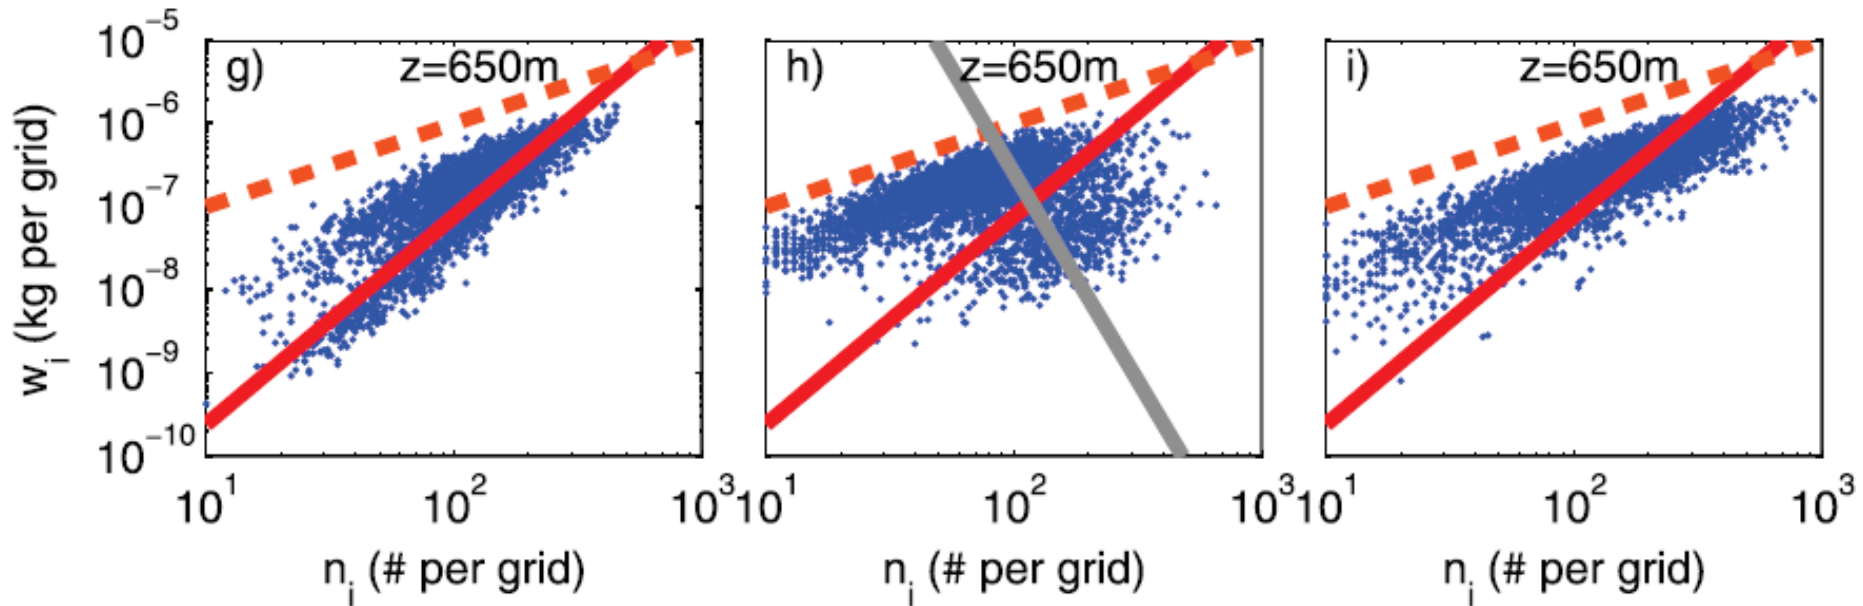 g) z=650m
h) z=650m
i) z=650m
w_i (kg per grid)
10^-5
10^-6
10^-7
10^-8
10^-9
10^-10
10^1 10^2 10^3
10^1 10^2 10^3
10^1 10^2 10^3
n_i (# per grid)
n_i (# per grid)
n_i (# per grid)